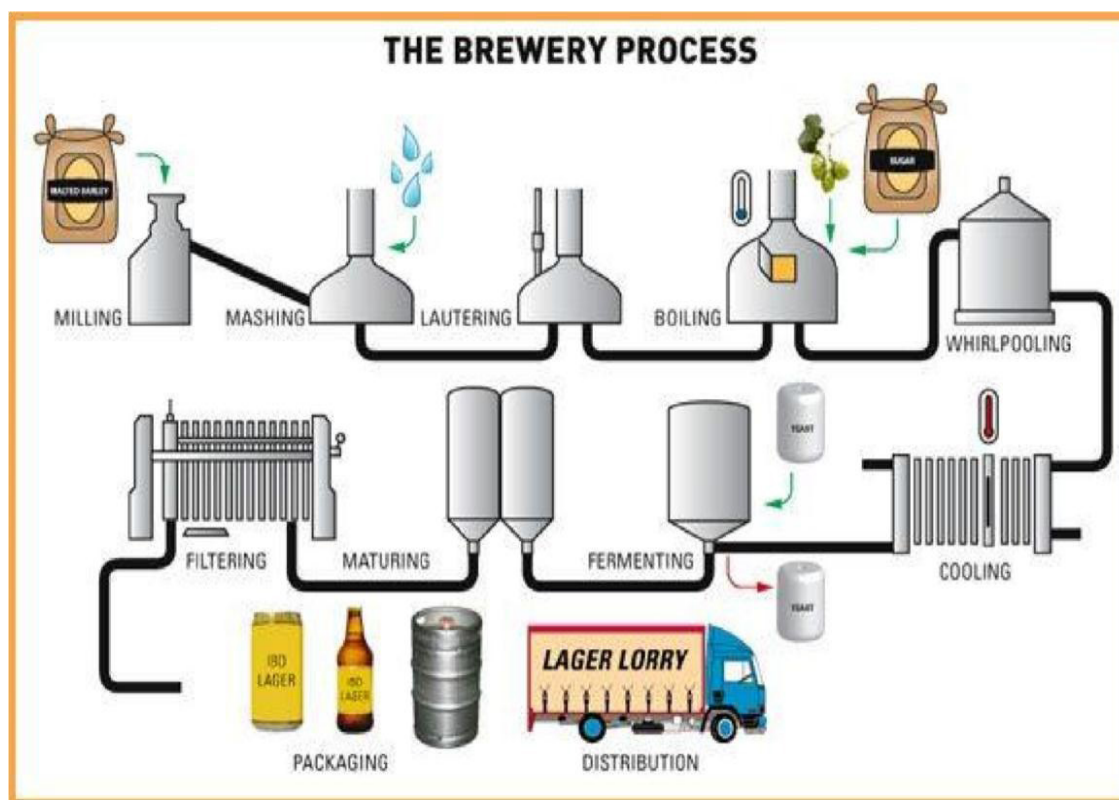 THE BREWERY PROCESS
MALTED BARLEY
SUGAR
MILLING
MASHING
LAUTERING
BOILING
WHIRLPOOLING
YEAST
FILTERING
MATURING
FERMENTING
COOLING
YEAST
IBD
LAGER
IBD
LAGER
LAGER LORRY
PACKAGING
DISTRIBUTION